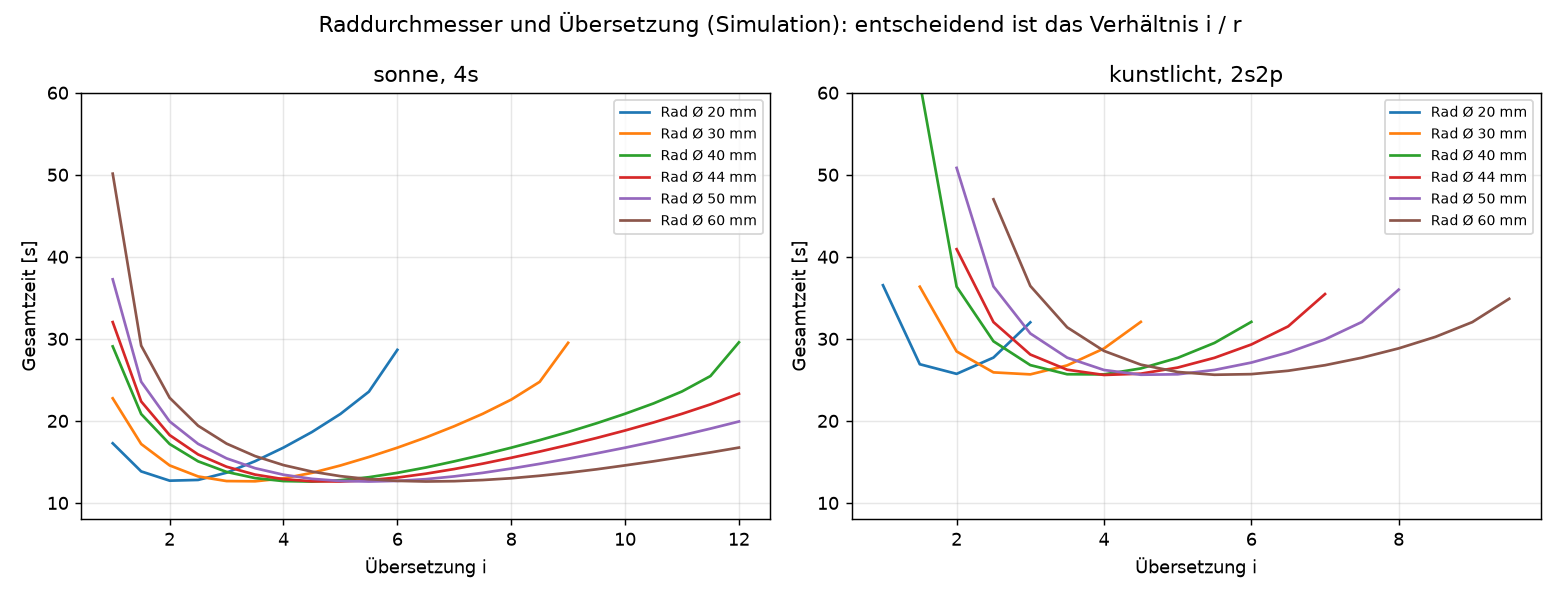 Raddurchmesser und Übersetzung (Simulation): entscheidend ist das Verhältnis i / r
sonne, 4s
60
50
40
30
20
10
Gesamtzeit [s]
2
4
6
8
10
12
Übersetzung i
Rad Ø 20 mm
Rad Ø 30 mm
Rad Ø 40 mm
Rad Ø 44 mm
Rad Ø 50 mm
Rad Ø 60 mm
kunstlicht, 2s2p
60
50
40
30
20
10
Gesamtzeit [s]
2
4
6
8
Übersetzung i
Rad Ø 20 mm
Rad Ø 30 mm
Rad Ø 40 mm
Rad Ø 44 mm
Rad Ø 50 mm
Rad Ø 60 mm